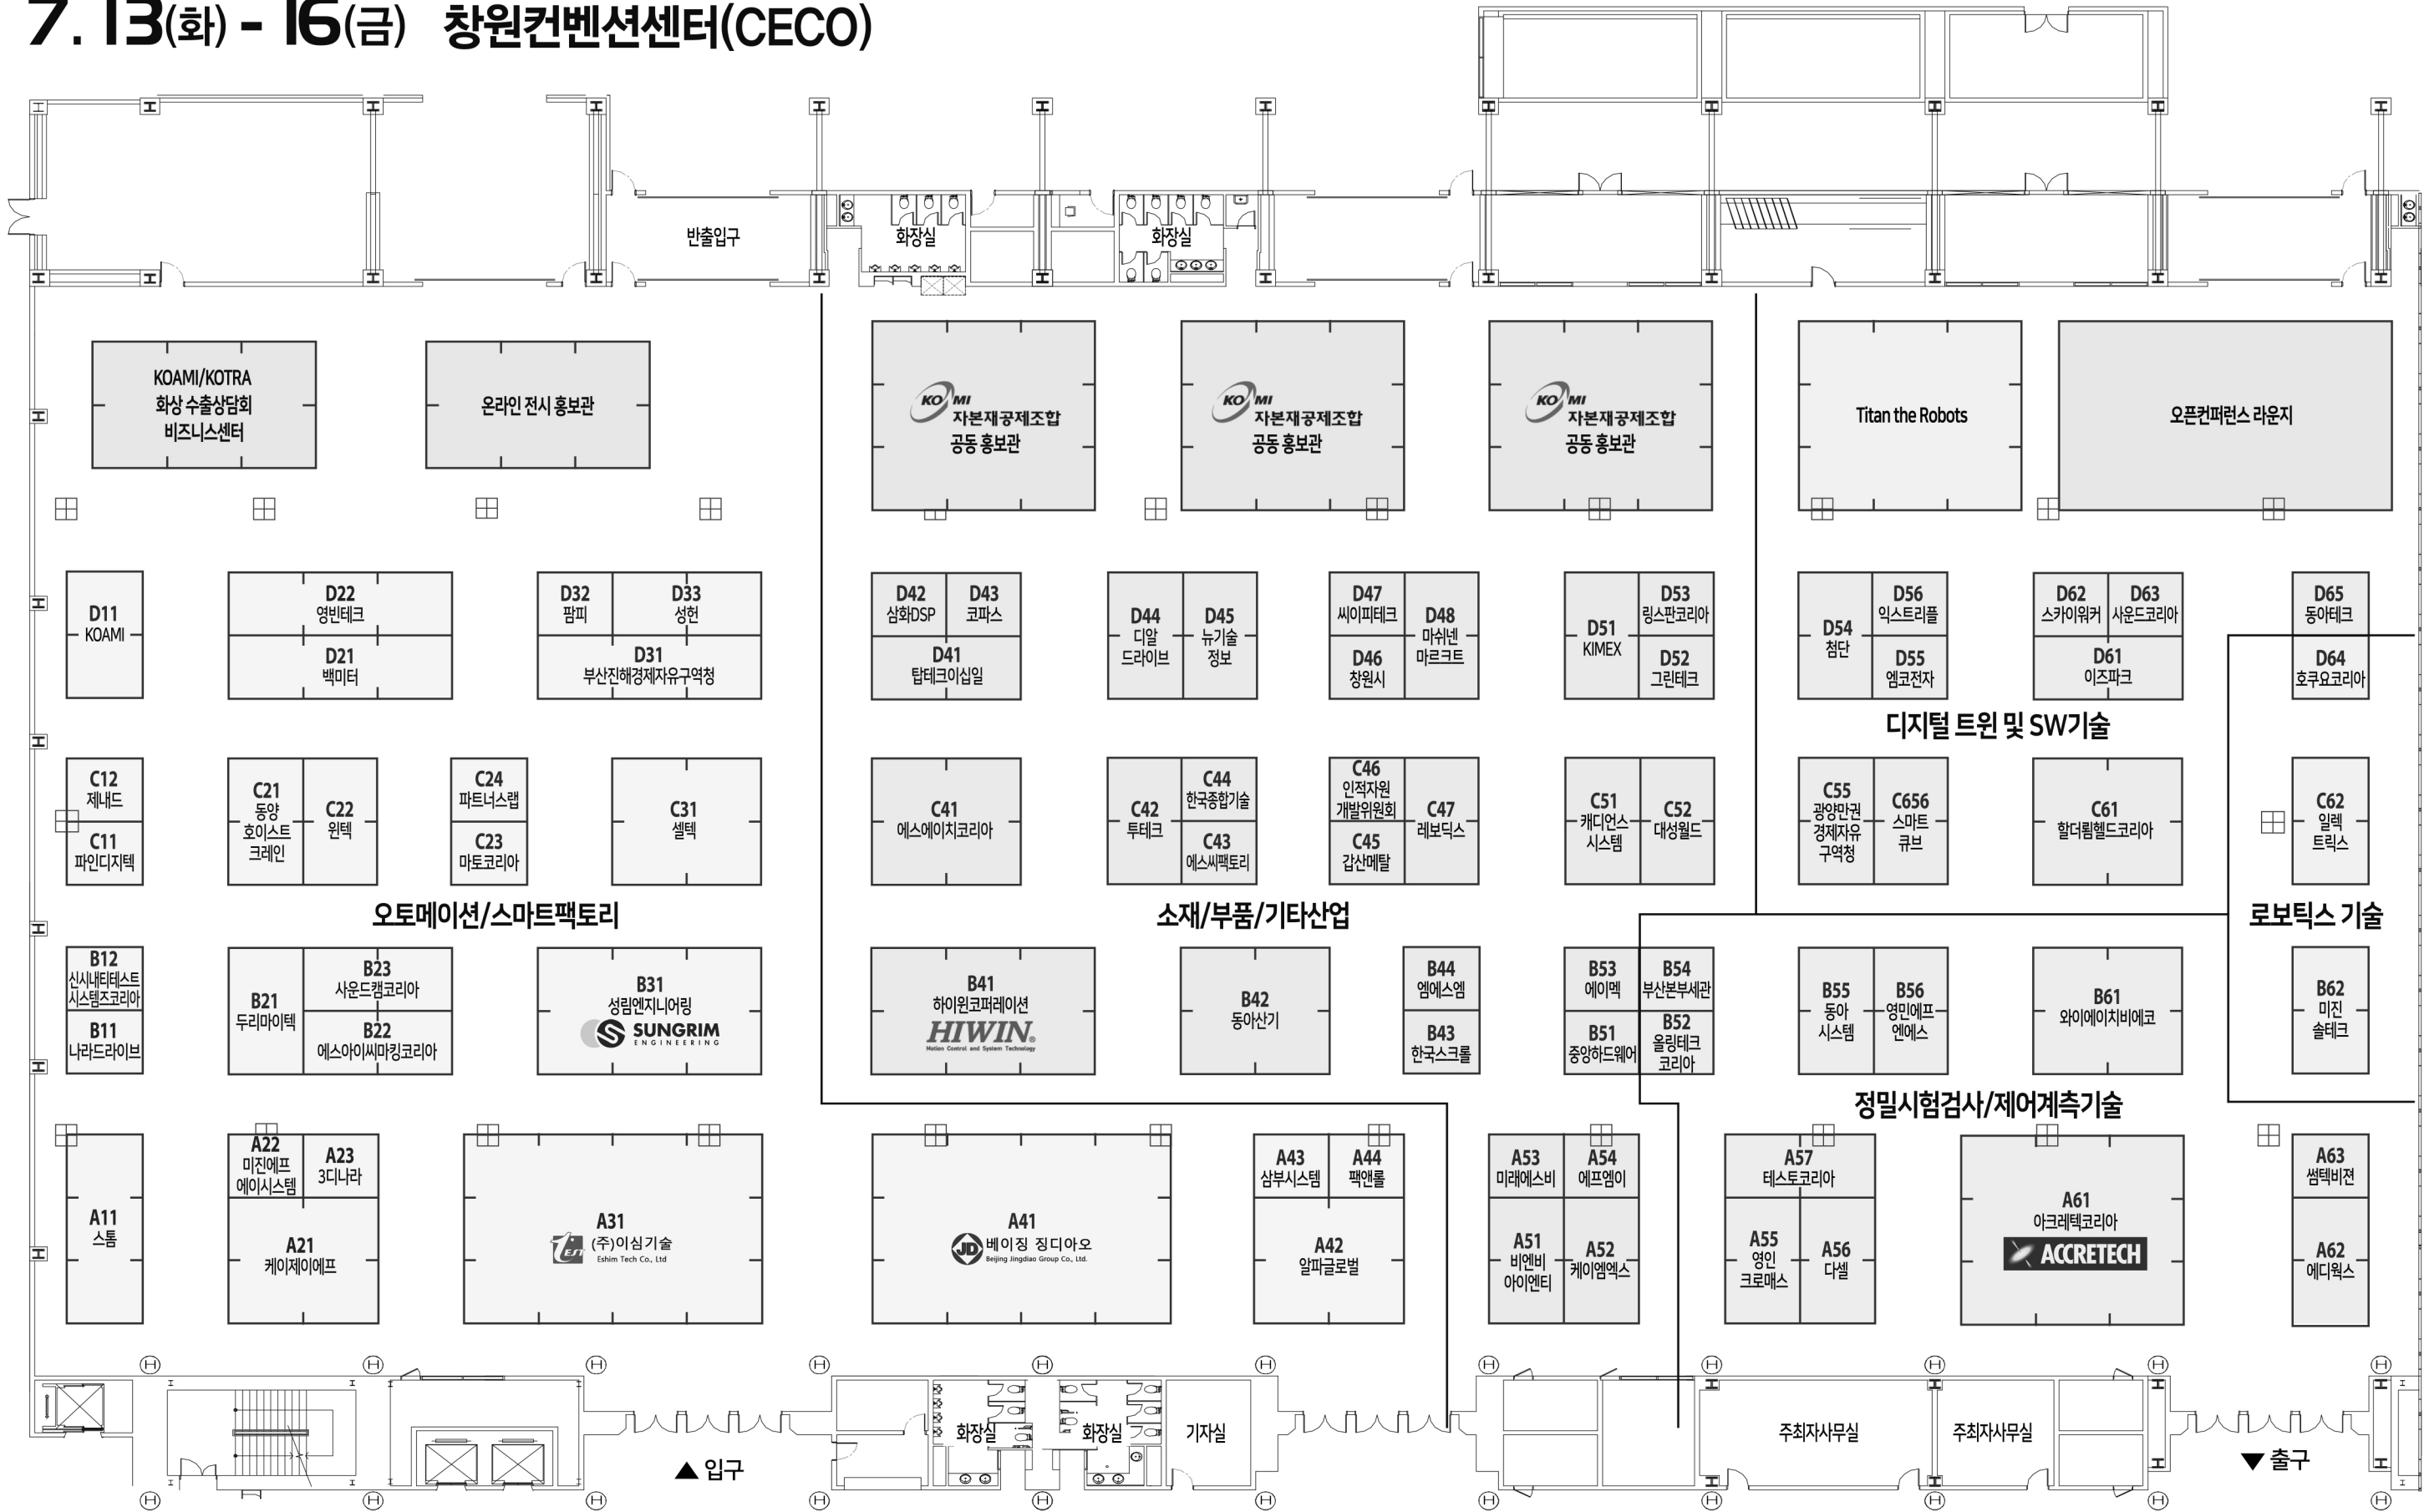 7. 13(화) - 16(금) 창원컨벤션센터(CECO)
반출입구
화장실
화장실
KOAMI/KOTRA
화상 수출상담회
비즈니스센터
온라인 전시 홍보관
KOMI
자본재공제조합
공동 홍보관
KOMI
자본재공제조합
공동 홍보관
KOMI
자본재공제조합
공동 홍보관
Titan the Robots
오픈컨퍼런스 라운지
D11
KOAMI
D22
영빈테크
D21
백미터
D32
팜피
D33
성헌
D31
부산진해경제자유구역청
D42
삼화DSP
D43
코파스
D41
탑테크이십일
D44
디알
드라이브
D45
뉴기술
정보
D47
씨이피테크
D46
창원시
D48
마쉬넨
마르크트
D51
KIMEX
D53
링스판코리아
D52
그린테크
D54
첨단
D56
익스트리플
D55
엠코전자
D62
스카이워커
D63
사운드코리아
D61
이즈파크
D65
동아테크
D64
호쿠요코리아
디지털 트윈 및 SW기술
C12
제내드
C11
파인디지텍
C21
동양
호이스트
크레인
C22
윈텍
C24
파트너스랩
C23
마토코리아
C31
셀텍
C41
에스에이치코리아
C42
투테크
C44
한국종합기술
C43
에스씨팩토리
C46
인적자원
개발위원회
C45
갑산메탈
C47
레보딕스
C51
캐디언스
시스템
C52
대성월드
C55
광양만권
경제자유
구역청
C656
스마트
큐브
C61
할더륌헬드코리아
C62
일렉
트릭스
오토메이션/스마트팩토리
소재/부품/기타산업
로보틱스 기술
B12
신시내티테스트
시스템즈코리아
B11
나라드라이브
B21
두리마이텍
B23
사운드캠코리아
B22
에스아이씨마킹코리아
B31
성림엔지니어링
SUNGRIM
ENGINEERING
B41
하이윈코퍼레이션
HIWIN®
Motion Control and System Technology
B42
동아산기
B44
엠에스엠
B43
한국스크롤
B53
에이멕
B54
부산본부세관
B51
중앙하드웨어
B52
올링테크
코리아
B55
동아
시스템
B56
영민에프
엔에스
B61
와이에이치비에코
B62
미진
솔테크
정밀시험검사/제어계측기술
A11
스톰
A22
미진에프
에이시스템
A23
3디나라
A21
케이제이에프
A31
TEST
(주)이심기술
Eshim Tech Co., Ltd
A41
JD
베이징 징디아오
Beijing Jingdiao Group Co., Ltd.
A43
삼부시스템
A44
팩앤롤
A42
알파글로벌
A53
미래에스비
A54
에프엠이
A51
비엔비
아이엔티
A52
케이엠엑스
A57
테스토코리아
A55
영인
크로매스
A56
다셀
A61
아크레텍코리아
ACCRETECH
A63
썸텍비젼
A62
에디웍스
화장실
화장실
기자실
주최자사무실
주최자사무실
▲ 입구
▼ 출구